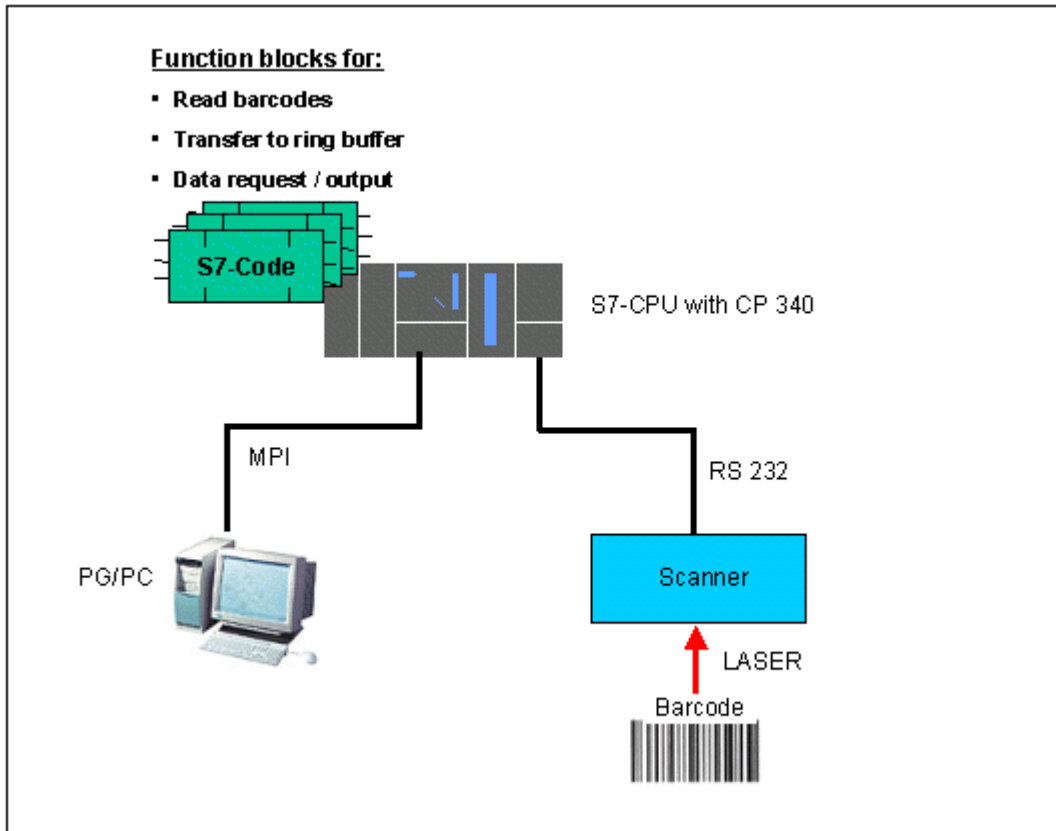 Function blocks for:
▪ Read barcodes
▪ Transfer to ring buffer
▪ Data request / output
S7-Code
S7-CPU with CP 340
MPI
RS 232
PG/PC
Scanner
LASER
Barcode